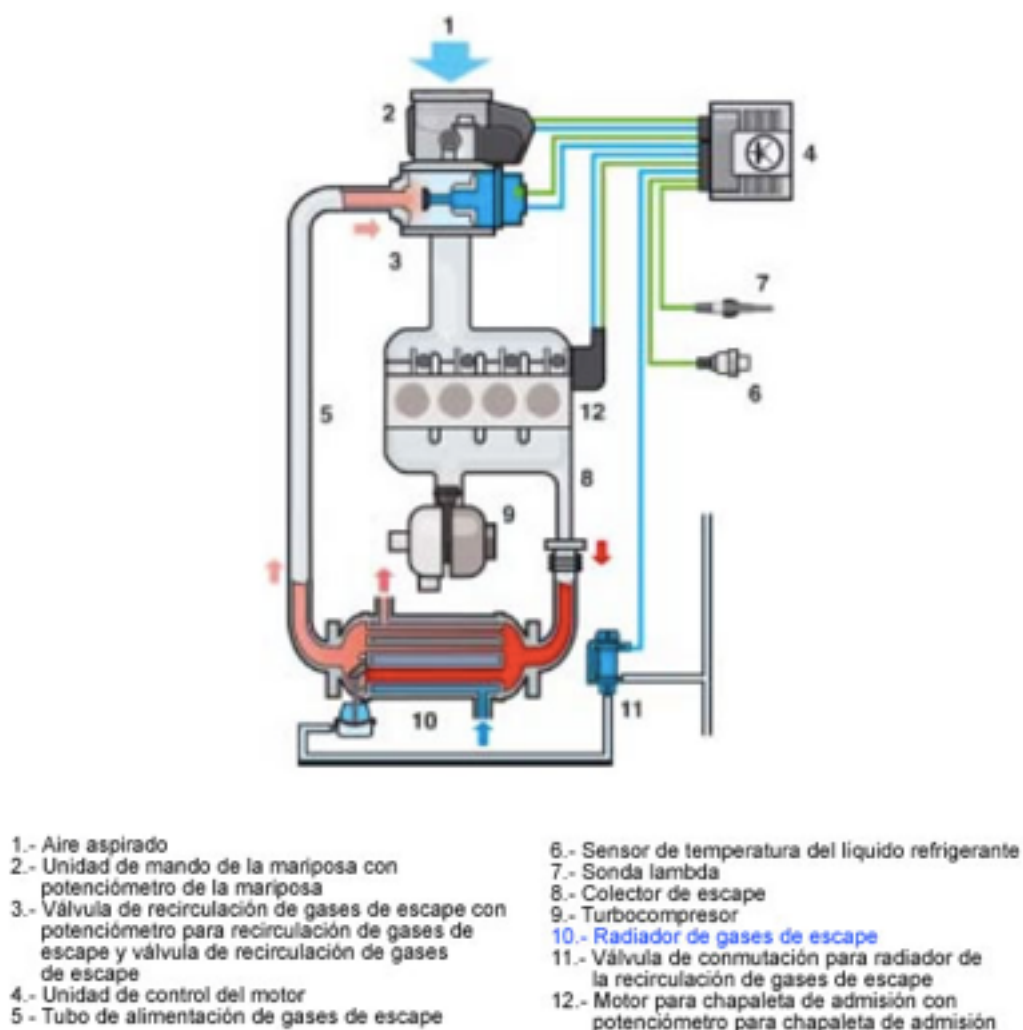 1
2
4
3
7
6
5
12
8
9
11
10
1.- Aire aspirado
2.- Unidad de mando de la mariposa con
potenciómetro de la mariposa
3.- Válvula de recirculación de gases de escape con
potenciómetro para recirculación de gases de
escape y válvula de recirculación de gases
de escape
4.- Unidad de control del motor
5 - Tubo de alimentación de gases de escape
6.- Sensor de temperatura del liquido refrigerante
7.- Sonda lambda
8.- Colector de escape
9.- Turbocompresor
10.- Radiador de gases de escape
11.- Válvula de conmutación para radiador de
la recirculación de gases de escape
12.- Motor para chapaleta de admisión con
potenciómetro para chapaleta de admisión